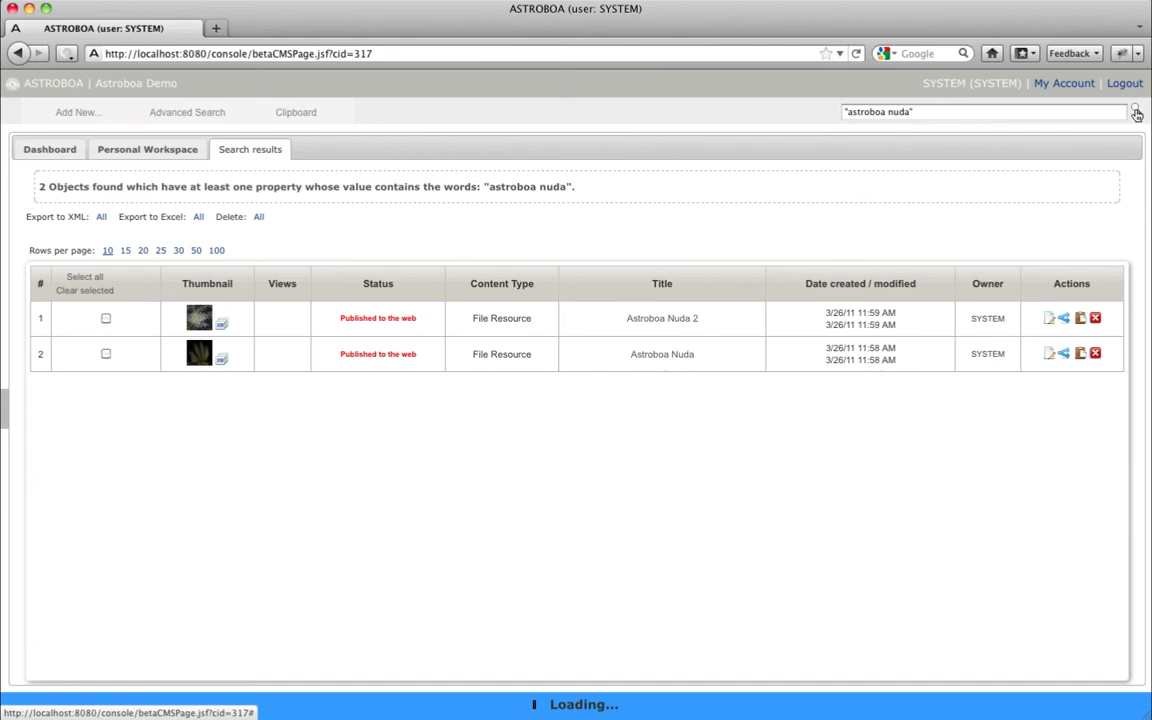 ASTROBOA (user: SYSTEM)
A ASTROBOA (user: SYSTEM) +
A http://localhost:8080/console/betaCMSPage.jsf?cid=317 Google Feedback
ASTROBOA | Astroboa Demo SYSTEM (SYSTEM) My Account Logout
Add New... Advanced Search Clipboard "astroboa nuda"
Dashboard Personal Workspace Search results
2 Objects found which have at least one property whose value contains the words: "astroboa nuda".
Export to XML: All Export to Excel: All Delete: All
Rows per page: 10 15 20 25 30 50 100
# Select all Clear selected Thumbnail Views Status Content Type Title Date created / modified Owner Actions
1 Published to the web File Resource Astroboa Nuda 2 3/26/11 11:59 AM 3/26/11 11:59 AM SYSTEM
2 Published to the web File Resource Astroboa Nuda 3/26/11 11:58 AM 3/26/11 11:58 AM SYSTEM
Loading...
http://localhost:8080/console/betaCMSPage.jsf?cid=317#